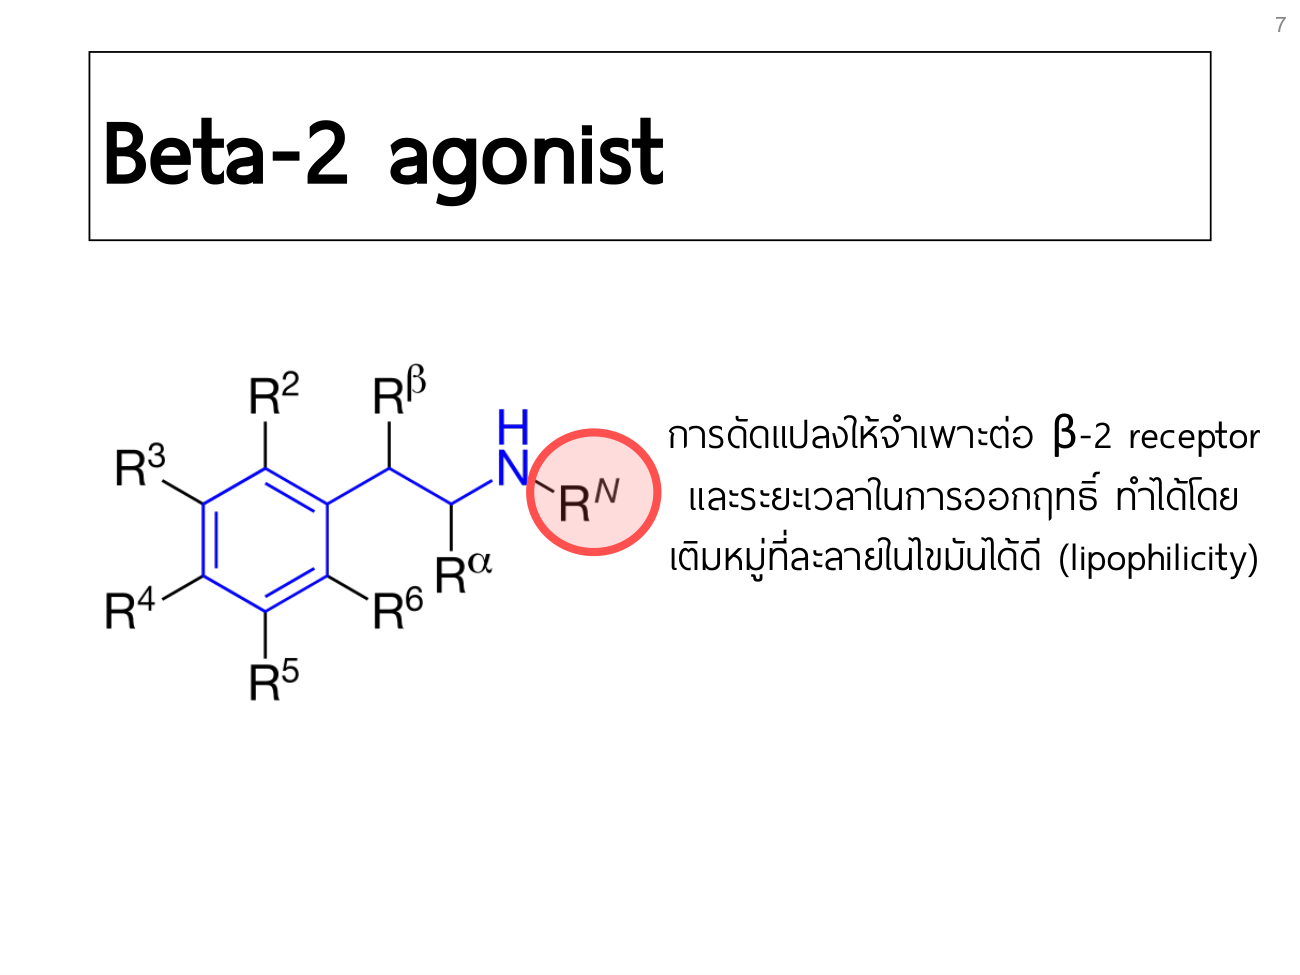 7
Beta-2 agonist
R²
Rᵝ
H
R³
N
Rᴺ
Rᵅ
R⁴
R⁶
R⁵
การดัดแปลงให้จำเพาะต่อ β-2 receptor
และระยะเวลาในการออกฤทธิ์ ทำได้โดย
เติมหมู่ที่ละลายในไขมันได้ดี (lipophilicity)